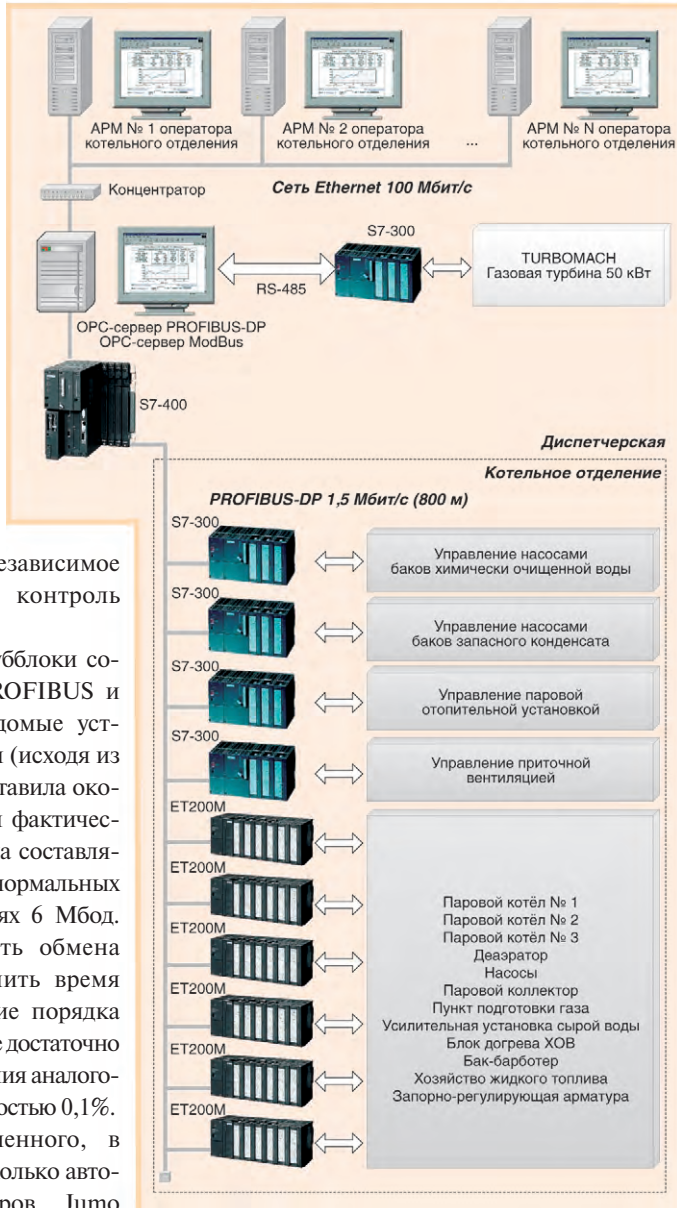 АРМ № 1 оператора
котельного отделения
АРМ № 2 оператора
котельного отделения
...
АРМ № N оператора
котельного отделения
Концентратор
Сеть Ethernet 100 Мбит/с
S7-300
RS-485
TURBOMACH
Газовая турбина 50 кВт
OPC-сервер PROFIBUS-DP
OPC-сервер ModBus
S7-400
Диспетчерская
Котельное отделение
PROFIBUS-DP 1,5 Мбит/с (800 м)
S7-300
Управление насосами
баков химически очищенной воды
S7-300
Управление насосами
баков запасного конденсата
S7-300
Управление паровой
отопительной установкой
S7-300
Управление приточной
вентиляцией
ET200M
ET200M
ET200M
ET200M
ET200M
ET200M
Паровой котёл № 1
Паровой котёл № 2
Паровой котёл № 3
Деаэратор
Насосы
Паровой коллектор
Пункт подготовки газа
Усилительная установка сырой воды
Блок догрева ХОВ
Бак-барботер
Хозяйство жидкого топлива
Запорно-регулирующая арматура
езависимое
контроль
убблоки со-
ROFIBUS и
домые уст-
и (исходя из
тавила око-
и фактичес-
а составля-
нормальных
ях 6 Мбод.
ть обмена
ить время
ие порядка
е достаточно
ния аналого-
остью 0,1%.
енного, в
олько авто-
ров Jumo